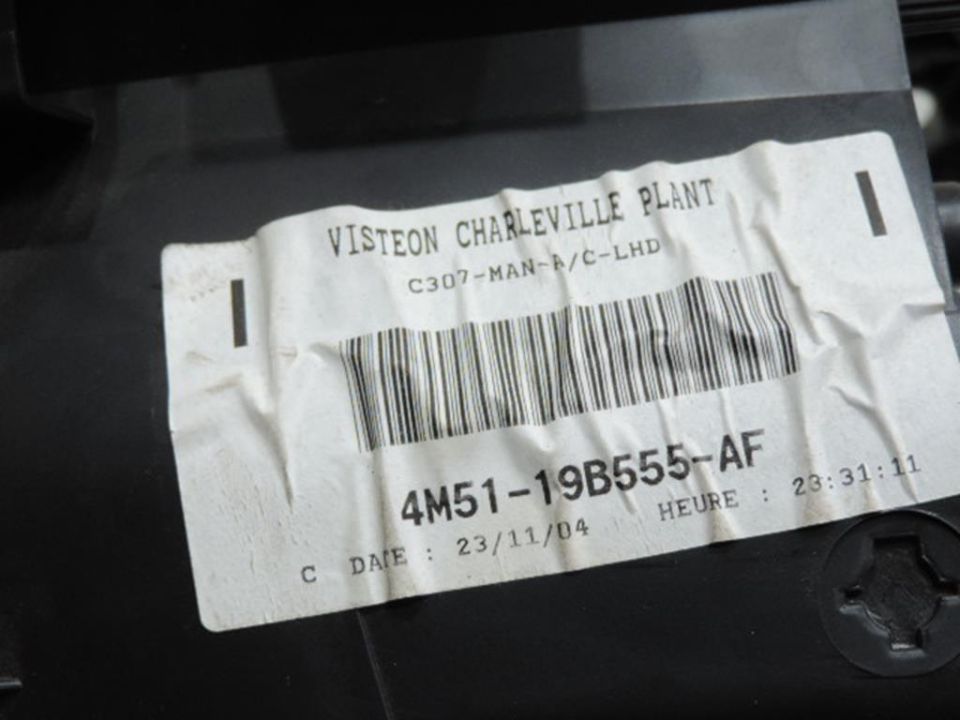 VISTEON CHARLEVILLE PLANT
C307-MAN-A/C-LHD
4M51-19B555-AF
C DATE : 23/11/04 HEURE : 23:31:11